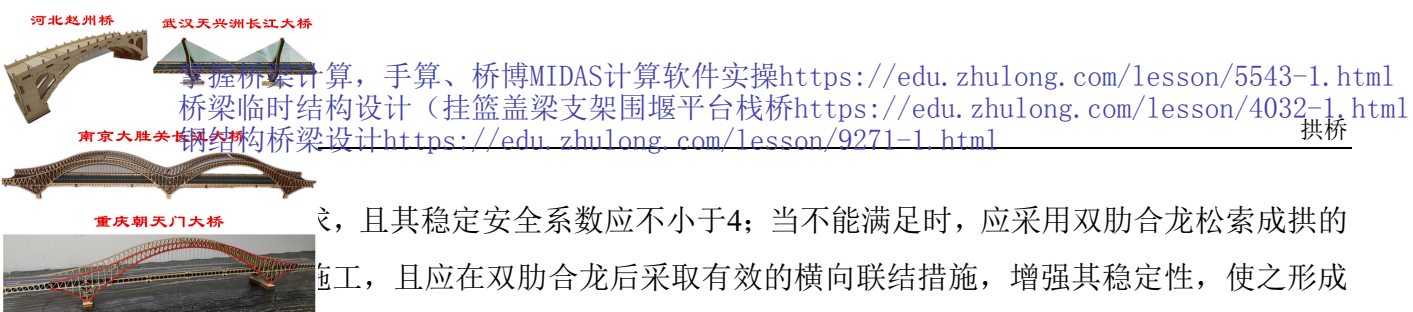 河北赵州桥
武汉天兴洲长江大桥
掌握桥梁计算，手算、桥博MIDAS计算软件实操https://edu.zhulong.com/lesson/5543-1.html
桥梁临时结构设计（挂篮盖梁支架围堰平台栈桥https://edu.zhulong.com/lesson/4032-1.html
南京大胜关长江大桥
钢结构桥梁设计https://edu.zhulong.com/lesson/9271-1.html
拱桥
重庆朝天门大桥
，且其稳定安全系数应不小于4；当不能满足时，应采用双肋合龙松索成拱的
施工，且应在双肋合龙后采取有效的横向联结措施，增强其稳定性，使之形成